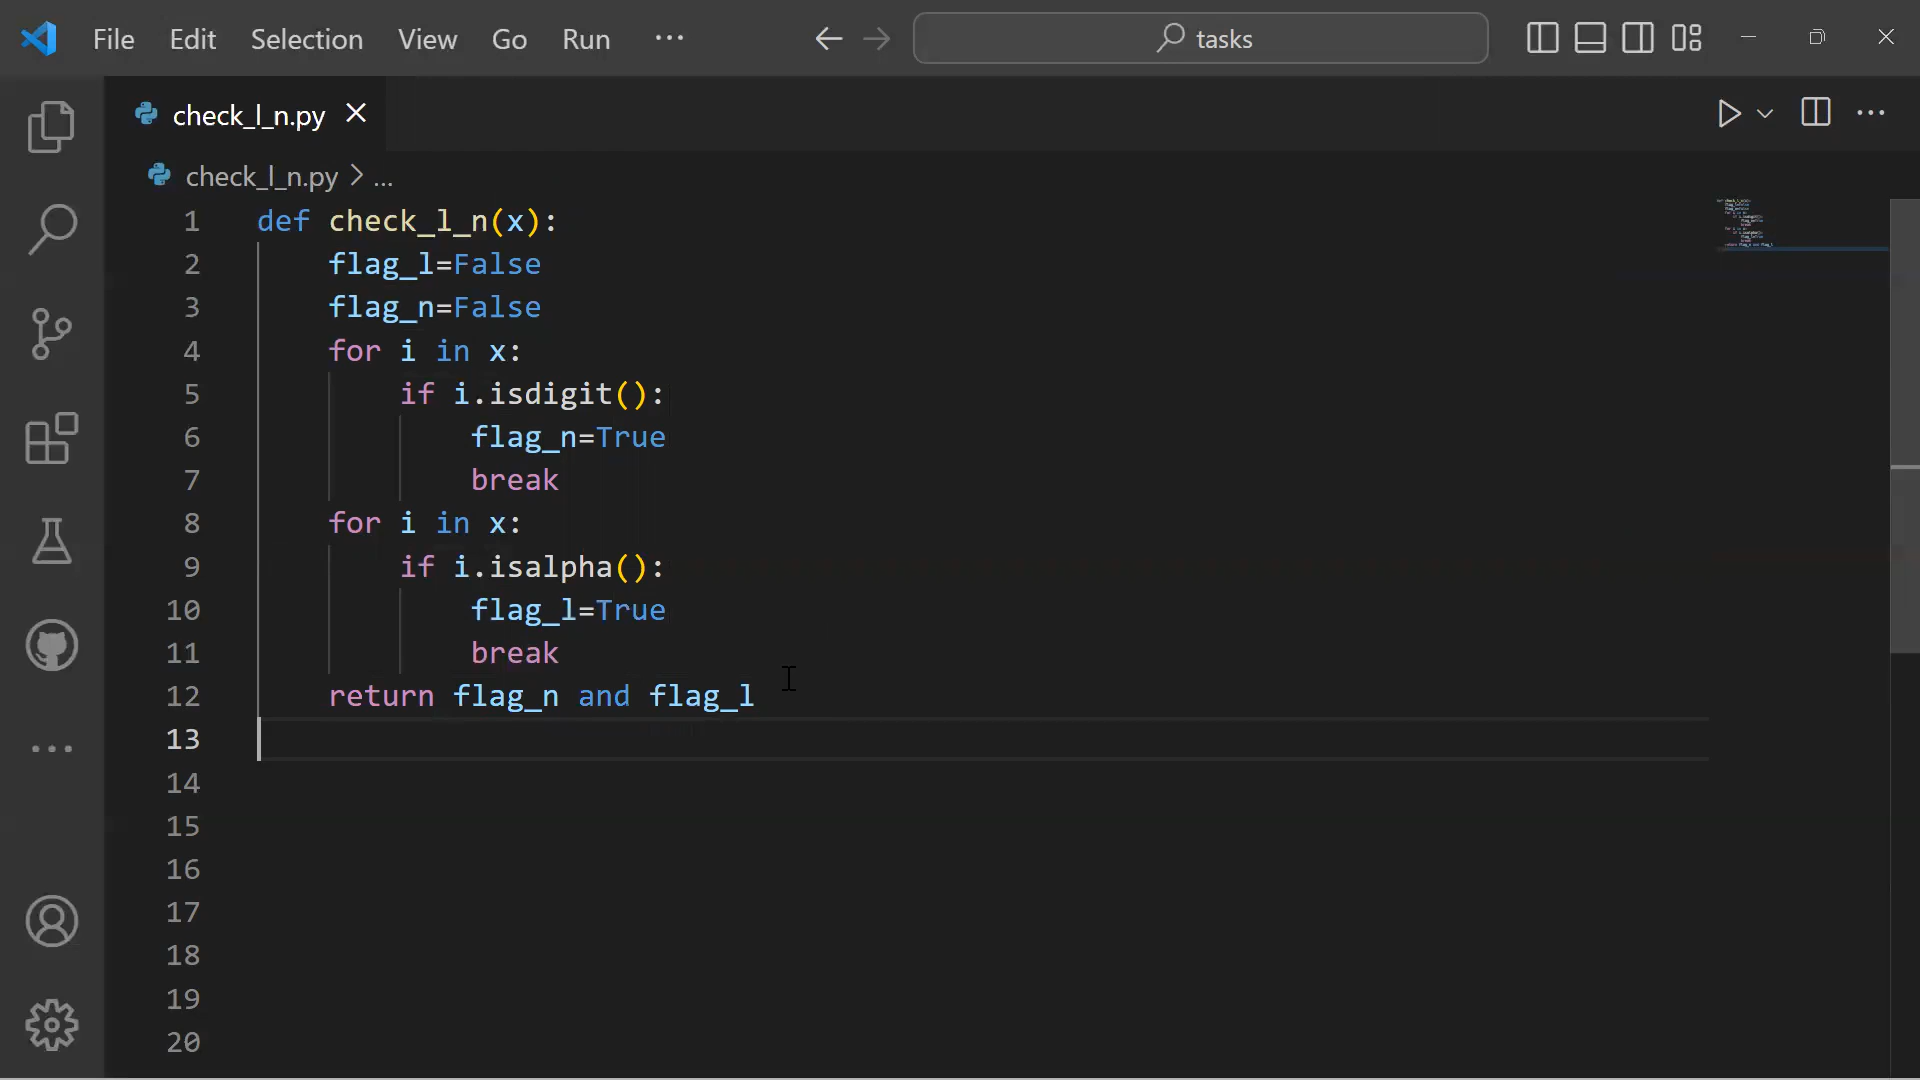 File Edit Selection View Go Run ··· tasks
check_l_n.py
check_l_n.py > ...
1 def check_l_n(x):
2     flag_l=False
3     flag_n=False
4     for i in x:
5         if i.isdigit():
6             flag_n=True
7             break
8     for i in x:
9         if i.isalpha():
10             flag_l=True
11             break
12     return flag_n and flag_l
13
14
15
16
17
18
19
20